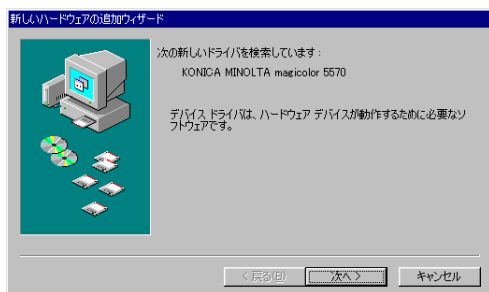 新しいハードウェアの追加ウィザード
次の新しいドライバを検索しています :
KONICA MINOLTA magicolor 5570
デバイス ドライバは、ハードウェア デバイスが動作するために必要なソ
フトウェアです。
< 戻る(B)
次へ >
キャンセル